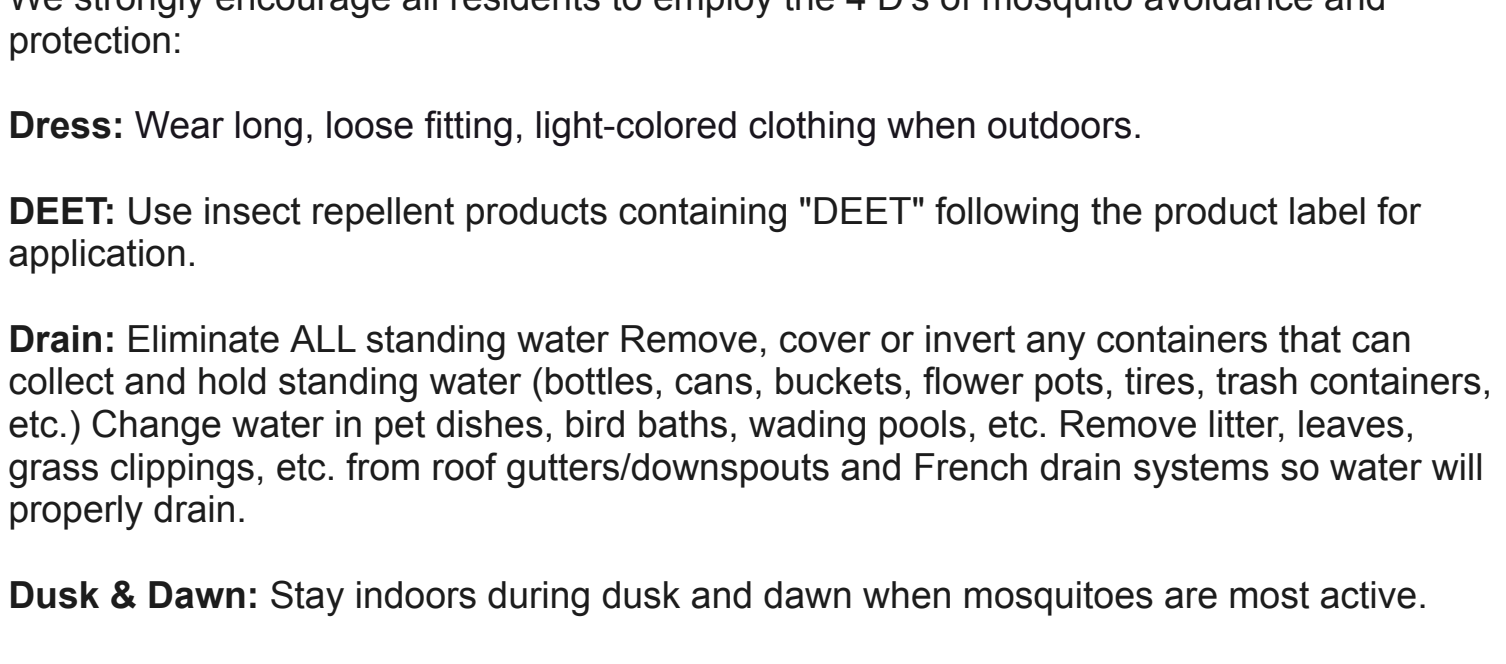 We strongly encourage all residents to employ the 4 D's of mosquito avoidance and
protection:
Dress: Wear long, loose fitting, light-colored clothing when outdoors.
DEET: Use insect repellent products containing "DEET" following the product label for
application.
Drain: Eliminate ALL standing water Remove, cover or invert any containers that can
collect and hold standing water (bottles, cans, buckets, flower pots, tires, trash containers,
etc.) Change water in pet dishes, bird baths, wading pools, etc. Remove litter, leaves,
grass clippings, etc. from roof gutters/downspouts and French drain systems so water will
properly drain.
Dusk & Dawn: Stay indoors during dusk and dawn when mosquitoes are most active.